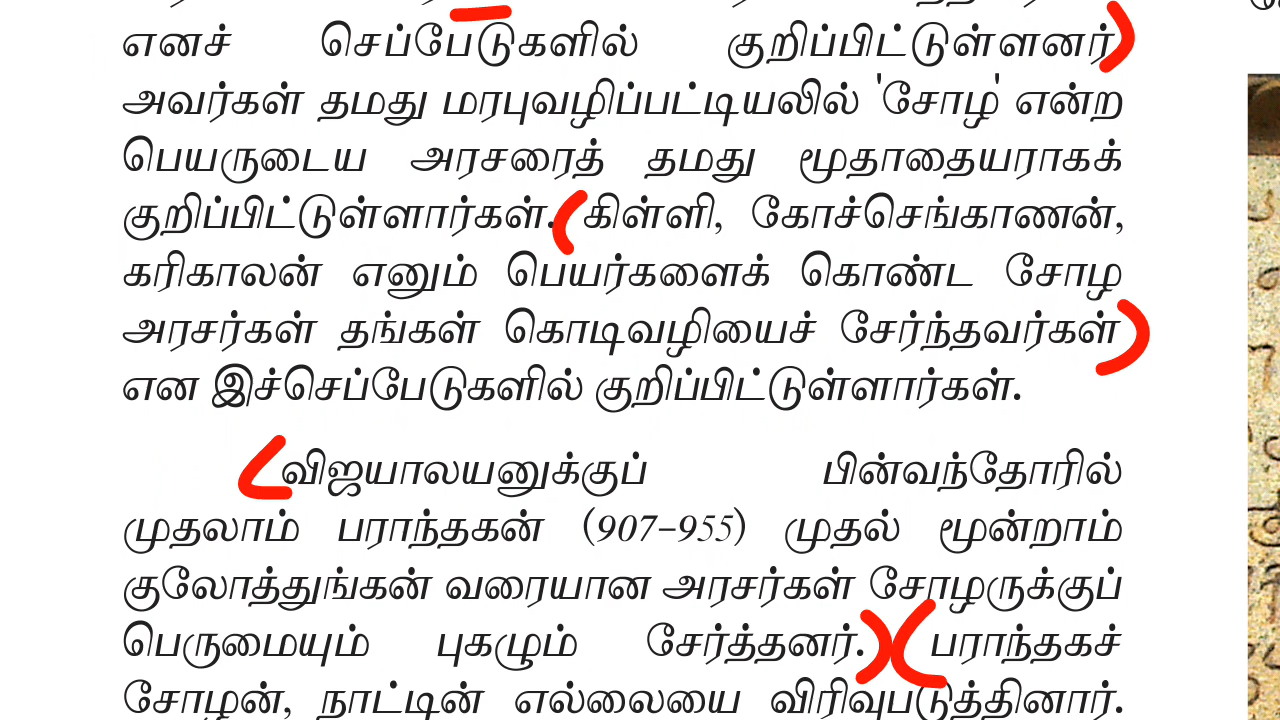 எனச் செப்பேடுகளில் குறிப்பிட்டுள்ளனர்
அவர்கள் தமது மரபுவழிப்பட்டியலில் 'சோழ' என்ற
பெயருடைய அரசரைத் தமது மூதாதையராகக்
குறிப்பிட்டுள்ளார்கள். கிள்ளி, கோச்செங்காணன்,
கரிகாலன் எனும் பெயர்களைக் கொண்ட சோழ
அரசர்கள் தங்கள் கொடிவழியைச் சேர்ந்தவர்கள்
என இச்செப்பேடுகளில் குறிப்பிட்டுள்ளார்கள்.
விஜயாலயனுக்குப் பின்வந்தோரில்
முதலாம் பராந்தகன் (907-955) முதல் மூன்றாம்
குலோத்துங்கன் வரையான அரசர்கள் சோழருக்குப்
பெருமையும் புகழும் சேர்த்தனர். பராந்தகச்
சோழன், நாட்டின் எல்லையை விரிவுபடுத்தினார்.